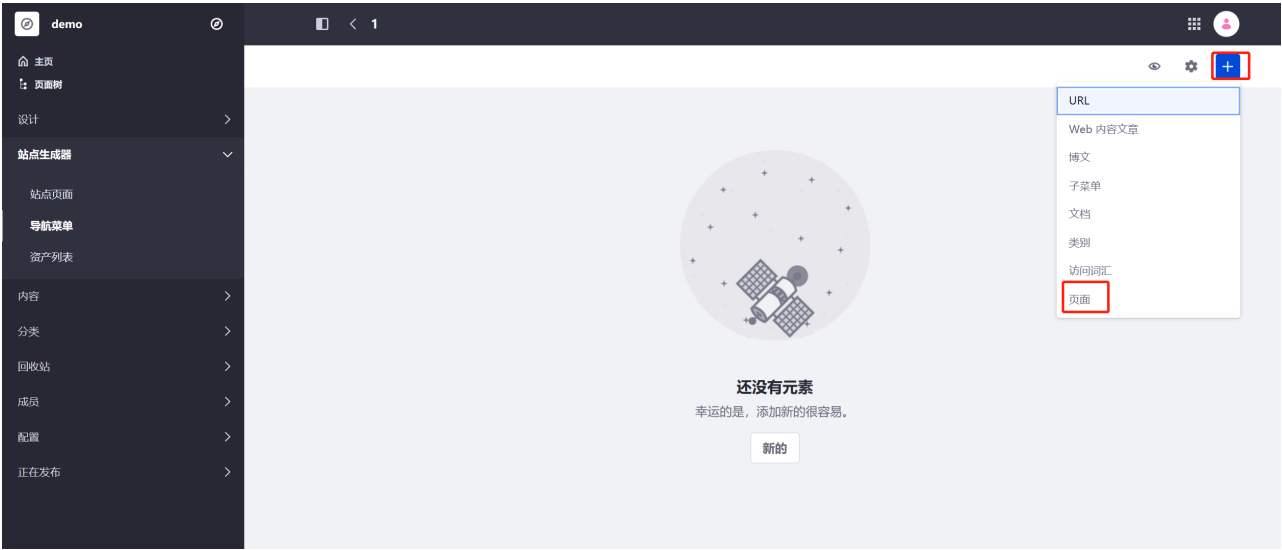 demo
1
主页
页面树
设计
站点生成器
站点页面
导航菜单
资产列表
内容
分类
回收站
成员
配置
正在发布
URL
Web 内容文章
博文
子菜单
文档
类别
访问词汇
页面
还没有元素
幸运的是，添加新的很容易。
新的